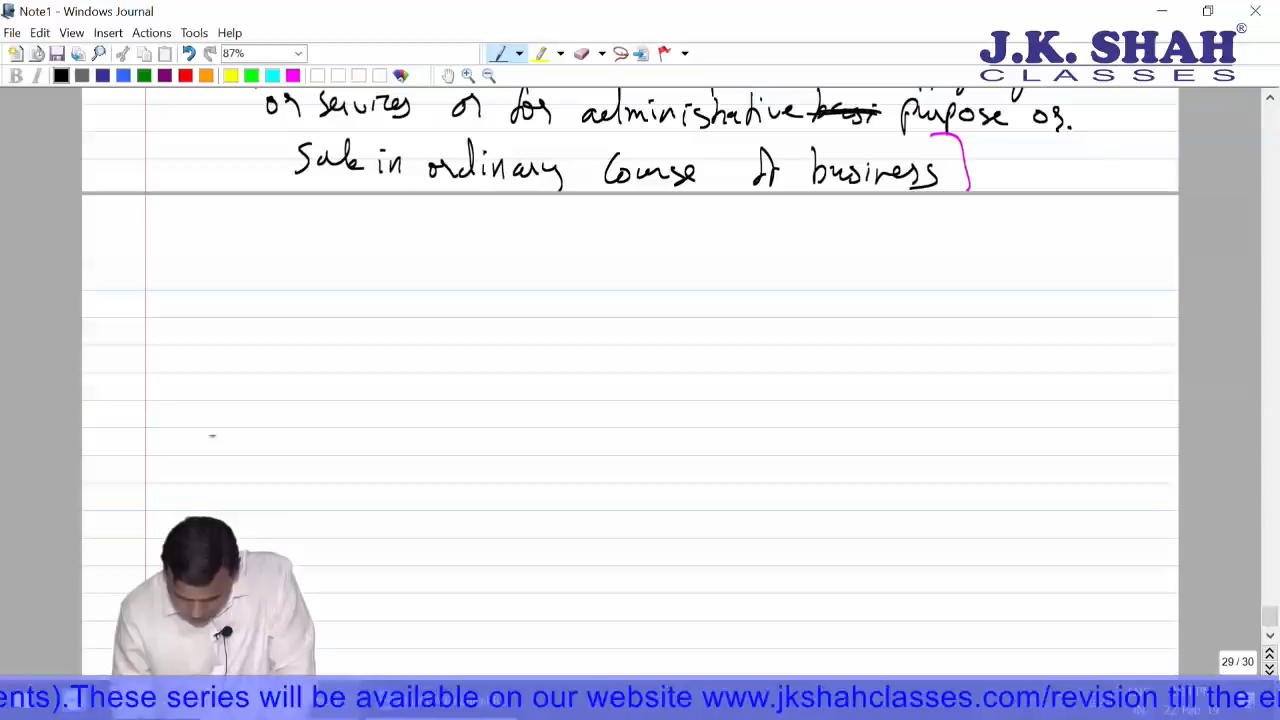 Note1 - Windows Journal
File Edit View Insert Actions Tools Help
87%
B I
J.K. SHAH®
CLASSES
or services or for administrative purpose or.
Sale in ordinary course of business
29 / 30
ents).These series will be available on our website www.jkshahclasses.com/revision till the e